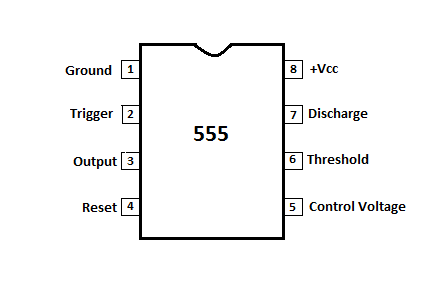 Ground 1 8 +Vcc
Trigger 2 7 Discharge
555
Output 3 6 Threshold
Reset 4 5 Control Voltage